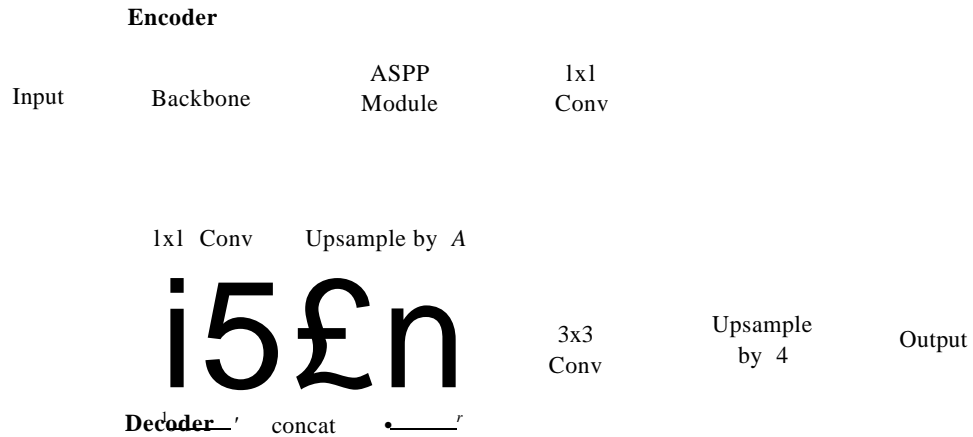 Encoder
Input
Backbone
ASPP
Module
1x1
Conv
1x1 Conv
Upsample by A
i5£n
3x3
Conv
Upsample
by 4
Output
Decoder
concat